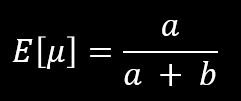 E[μ] = a / (a + b)